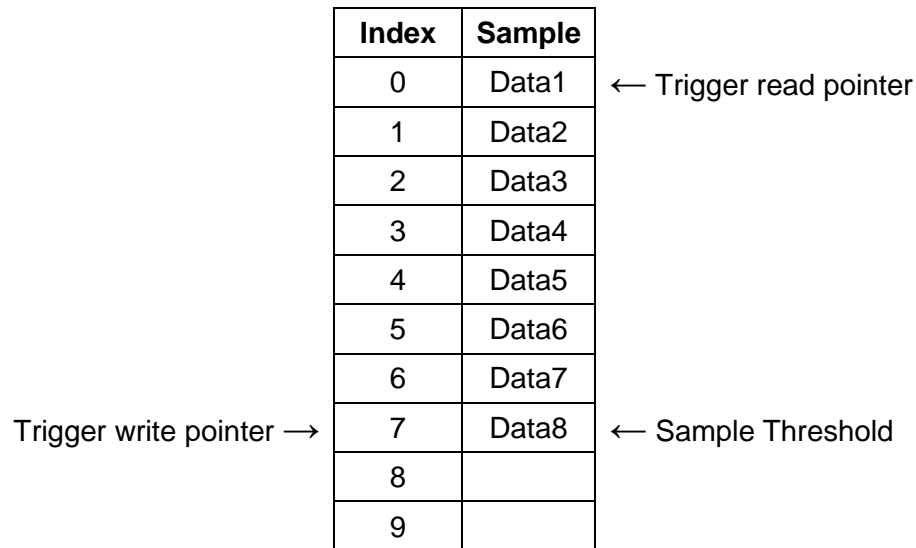 Index Sample
0 Data1 ← Trigger read pointer
1 Data2
2 Data3
3 Data4
4 Data5
5 Data6
6 Data7
Trigger write pointer → 7 Data8 ← Sample Threshold
8
9